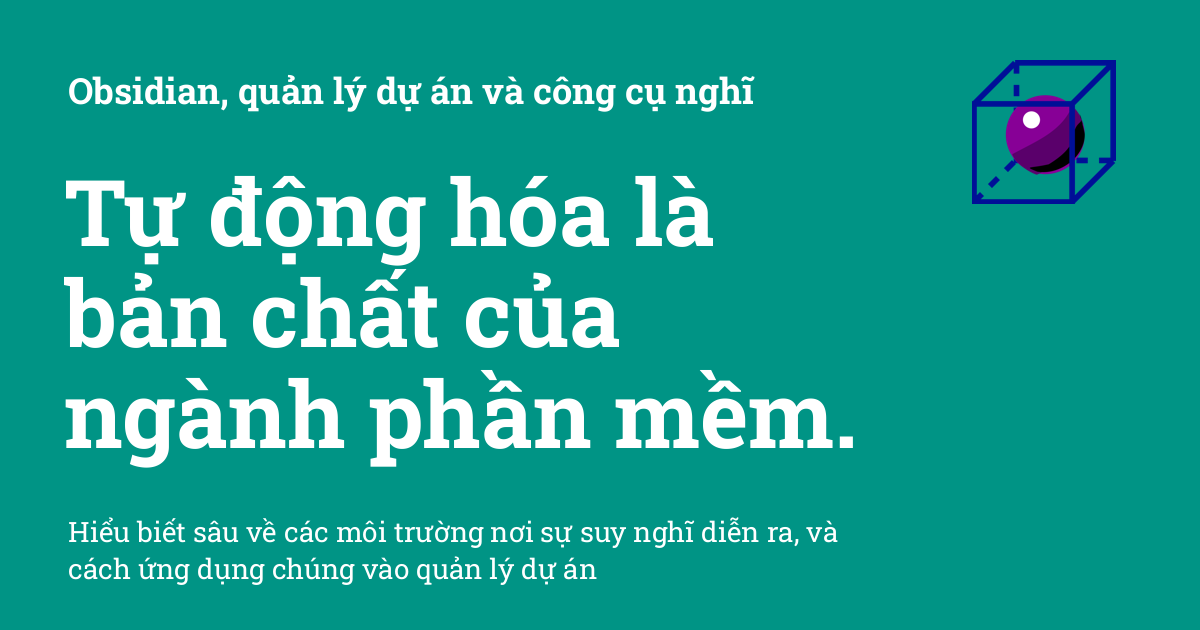 Obsidian, quản lý dự án và công cụ nghĩ
Tự động hóa là
bản chất của
ngành phần mềm.
Hiểu biết sâu về các môi trường nơi sự suy nghĩ diễn ra, và
cách ứng dụng chúng vào quản lý dự án